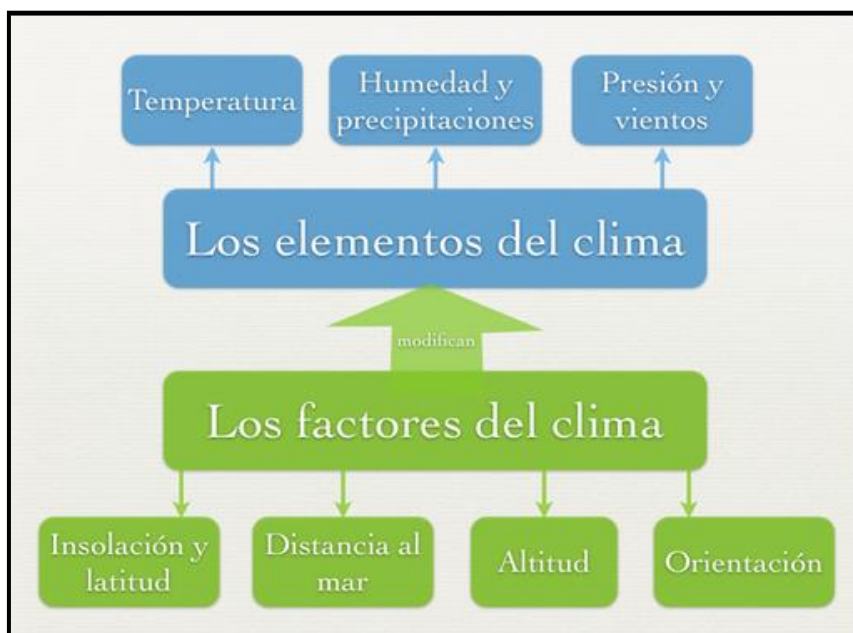 Temperatura
Humedad y
precipitaciones
Presión y
vientos
Los elementos del clima
modifican
Los factores del clima
Insolación y
latitud
Distancia al
mar
Altitud
Orientación